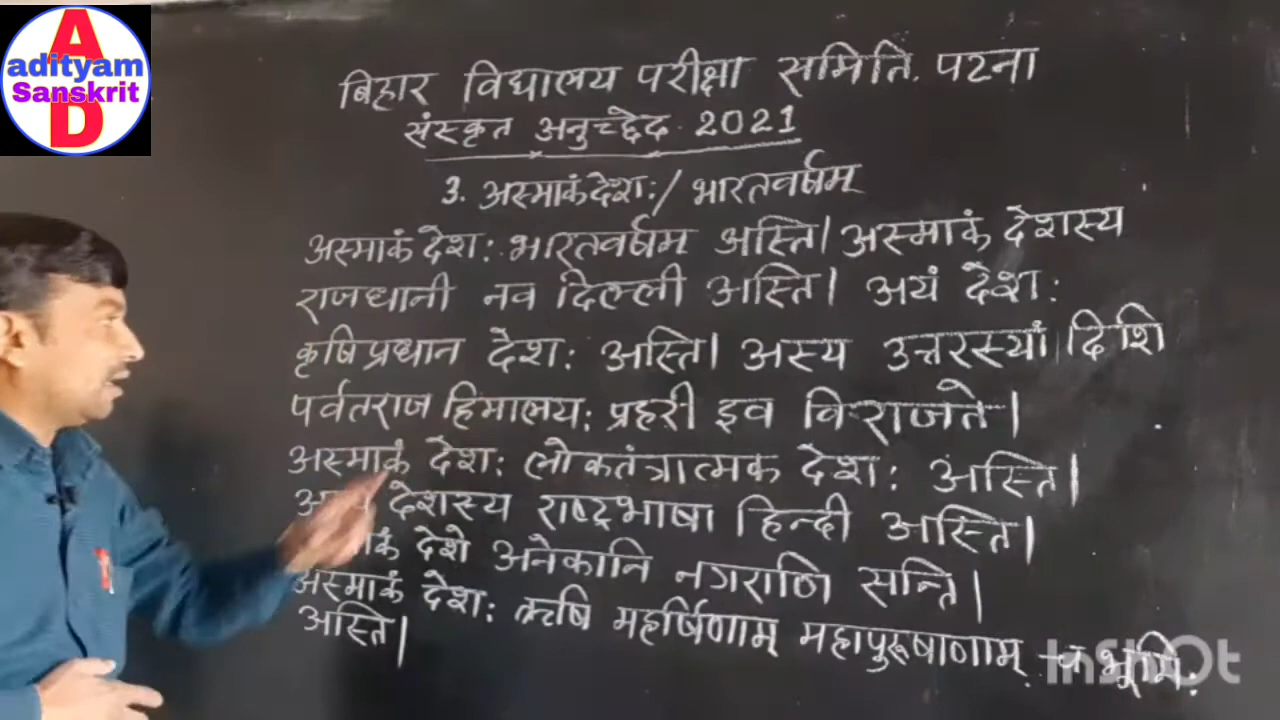 A
adityam
Sanskrit
D
बिहार विद्यालय परीक्षा समिति. पटना
संस्कृत अनुच्छेद. 2021
3. अस्माकं देश:/ भारतवर्षम्
अस्माकं देश: भारतवर्षम् अस्ति। अस्माकं देशस्य
राजधानी नव दिल्ली अस्ति। अयं देश:
कृषि प्रधान देश: अस्ति। अस्य उत्तरस्यां दिशि
पर्वतराज हिमालय: प्रहरी इव विराजते।
अस्माकं देश: लोकतंत्रात्मक देश: अस्ति।
देशस्य राष्ट्रभाषा हिन्दी अस्ति।
देशे अनेकानि नगराणि सन्ति।
अस्माकं देश: ऋषि महर्षिणाम् महापुरूषाणाम् च भूमि:
अस्ति।
InShOt